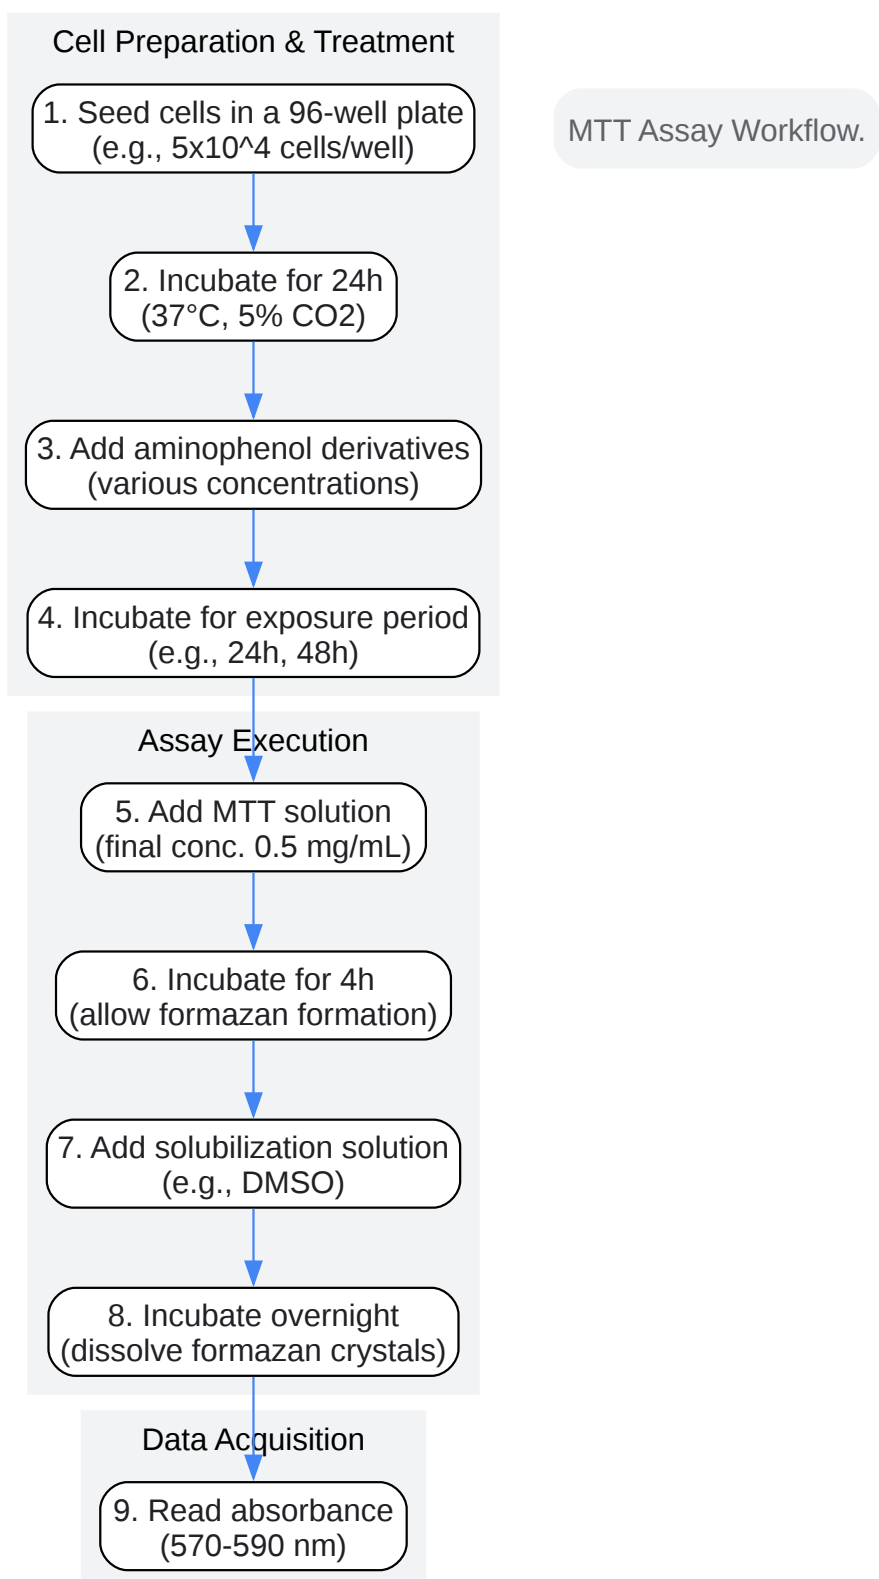 Cell Preparation & Treatment
1. Seed cells in a 96-well plate
(e.g., 5x10^4 cells/well)
MTT Assay Workflow.
2. Incubate for 24h
(37°C, 5% CO2)
3. Add aminophenol derivatives
(various concentrations)
4. Incubate for exposure period
(e.g., 24h, 48h)
Assay Execution
5. Add MTT solution
(final conc. 0.5 mg/mL)
6. Incubate for 4h
(allow formazan formation)
7. Add solubilization solution
(e.g., DMSO)
8. Incubate overnight
(dissolve formazan crystals)
Data Acquisition
9. Read absorbance
(570-590 nm)